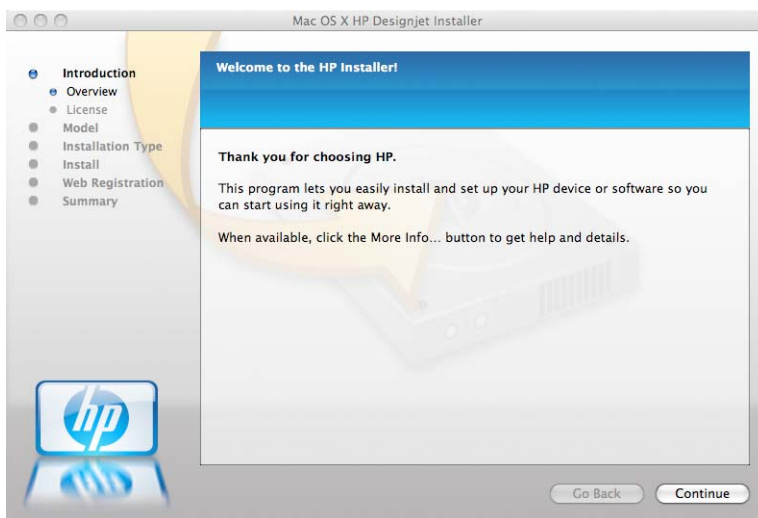 Mac OS X HP Designjet Installer
Introduction
Overview
License
Model
Installation Type
Install
Web Registration
Summary
Welcome to the HP Installer!
Thank you for choosing HP.
This program lets you easily install and set up your HP device or software so you
can start using it right away.
When available, click the More Info... button to get help and details.
hp
Go Back
Continue